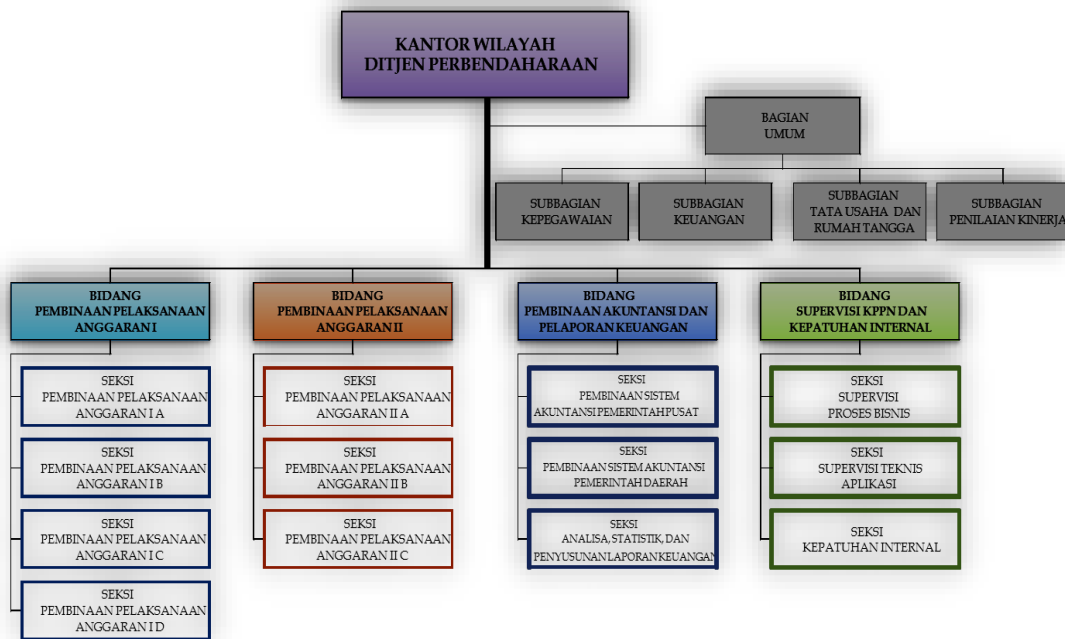 KANTOR WILAYAH
DITJEN PERBENDAHARAAN
BAGIAN
UMUM
SUBBAGIAN
KEPEGAWAIAN
SUBBAGIAN
KEUANGAN
SUBBAGIAN
TATA USAHA DAN
RUMAH TANGGA
SUBBAGIAN
PENILAIAN KINERJA
BIDANG
PEMBINAAN PELAKSANAAN
ANGGARAN I
BIDANG
PEMBINAAN PELAKSANAAN
ANGGARAN II
BIDANG
PEMBINAAN AKUNTANSI DAN
PELAPORAN KEUANGAN
BIDANG
SUPERVISI KPPN DAN
KEPATUHAN INTERNAL
SEKSI
PEMBINAAN PELAKSANAAN
ANGGARAN I A
SEKSI
PEMBINAAN PELAKSANAAN
ANGGARAN I B
SEKSI
PEMBINAAN PELAKSANAAN
ANGGARAN I C
SEKSI
PEMBINAAN PELAKSANAAN
ANGGARAN I D
SEKSI
PEMBINAAN PELAKSANAAN
ANGGARAN II A
SEKSI
PEMBINAAN PELAKSANAAN
ANGGARAN II B
SEKSI
PEMBINAAN PELAKSANAAN
ANGGARAN II C
SEKSI
PEMBINAAN SISTEM
AKUNTANSI PEMERINTAH PUSAT
SEKSI
PEMBINAAN SISTEM AKUNTANSI
PEMERINTAH DAERAH
SEKSI
ANALISA, STATISTIK, DAN
PENYUSUNAN LAPORAN KEUANGAN
SEKSI
SUPERVISI
PROSES BISNIS
SEKSI
SUPERVISI TEKNIS
APLIKASI
SEKSI
KEPATUHAN INTERNAL